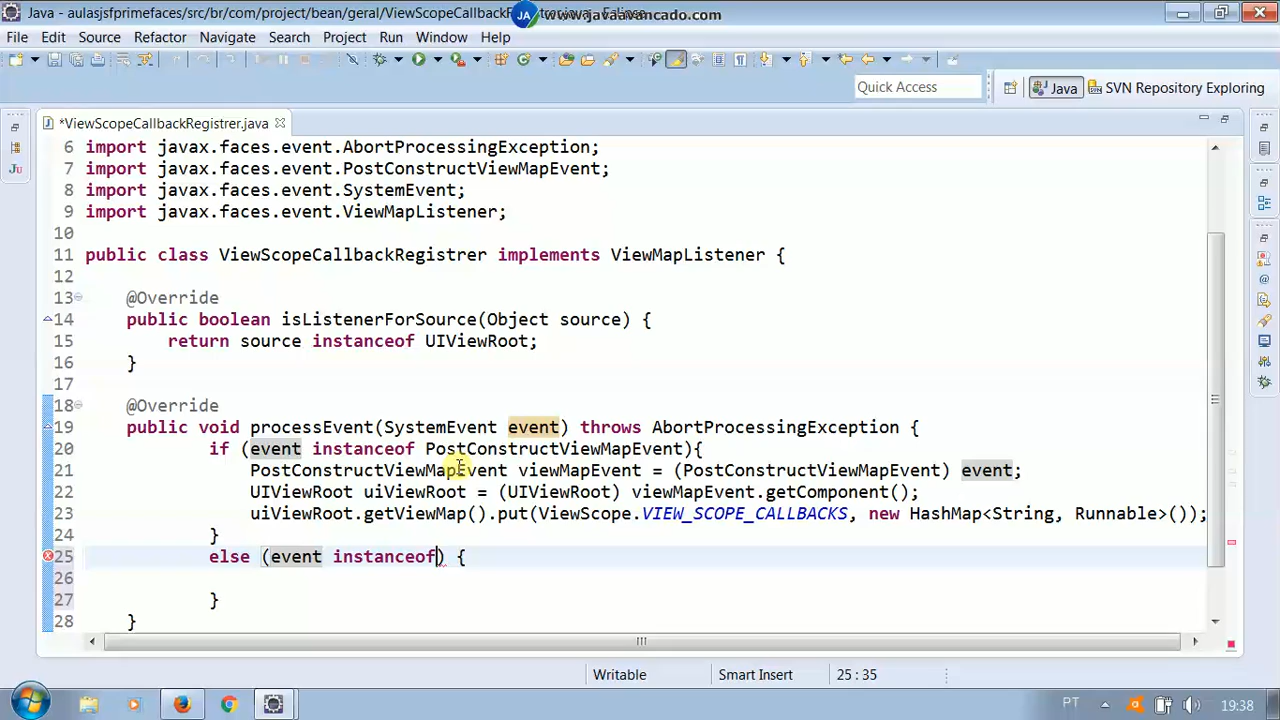 Java - aulasjsfprimefaces/src/br/com/project/bean/geral/ViewScopeCallbackR
JA www.javaavancado.com
File Edit Source Refactor Navigate Search Project Run Window Help
Quick Access
Java
SVN Repository Exploring
*ViewScopeCallbackRegistrer.java
6 import javax.faces.event.AbortProcessingException;
7 import javax.faces.event.PostConstructViewMapEvent;
8 import javax.faces.event.SystemEvent;
9 import javax.faces.event.ViewMapListener;
10
11 public class ViewScopeCallbackRegistrer implements ViewMapListener {
12
13 @Override
14 public boolean isListenerForSource(Object source) {
15 return source instanceof UIViewRoot;
16 }
17
18 @Override
19 public void processEvent(SystemEvent event) throws AbortProcessingException {
20 if (event instanceof PostConstructViewMapEvent){
21 PostConstructViewMapEvent viewMapEvent = (PostConstructViewMapEvent) event;
22 UIViewRoot uiViewRoot = (UIViewRoot) viewMapEvent.getComponent();
23 uiViewRoot.getViewMap().put(ViewScope.VIEW_SCOPE_CALLBACKS, new HashMap<String, Runnable>());
24 }
25 else (event instanceof) {
26
27 }
28 }
Writable
Smart Insert
25 : 35
PT
19:38